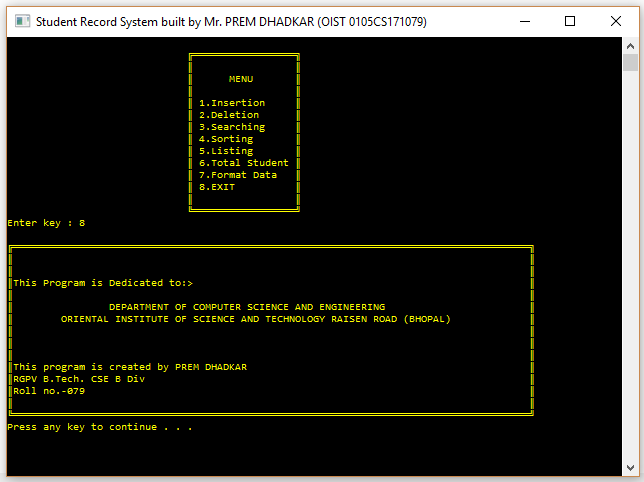 Student Record System built by Mr. PREM DHADKAR (OIST 0105CS171079)
MENU
1.Insertion
2.Deletion
3.Searching
4.Sorting
5.Listing
6.Total Student
7.Format Data
8.EXIT
Enter key : 8
This Program is Dedicated to:>
DEPARTMENT OF COMPUTER SCIENCE AND ENGINEERING
ORIENTAL INSTITUTE OF SCIENCE AND TECHNOLOGY RAISEN ROAD (BHOPAL)
This program is created by PREM DHADKAR
RGPV B.Tech. CSE B Div
Roll no.-079
Press any key to continue . . .